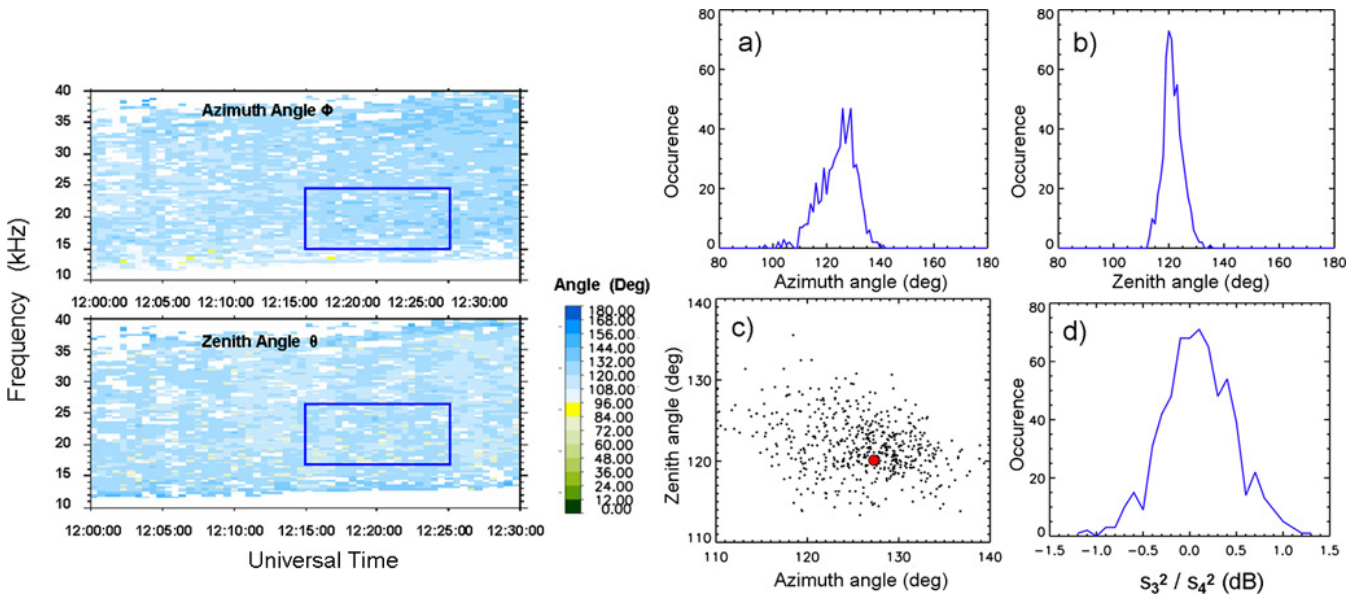 Azimuth Angle Φ
40
35
30
25
20
15
10
12:00:00 12:05:00 12:10:00 12:15:00 12:20:00 12:25:00 12:30:00
Frequency (kHz)
Zenith Angle θ
40
35
30
25
20
15
10
12:00:00 12:05:00 12:10:00 12:15:00 12:20:00 12:25:00 12:30:00
Universal Time
Angle (Deg)
180.00
168.00
156.00
144.00
132.00
120.00
108.00
96.00
84.00
72.00
60.00
48.00
36.00
24.00
12.00
0.00
a)
Occurence
80
60
40
20
0
80 100 120 140 160 180
Azimuth angle (deg)
b)
Occurence
80
60
40
20
0
80 100 120 140 160 180
Zenith angle (deg)
c)
Zenith angle (deg)
140
130
120
110
110 120 130 140
Azimuth angle (deg)
d)
Occurence
80
60
40
20
0
-1.5 -1.0 -0.5 0.0 0.5 1.0 1.5
s₃² / s₄² (dB)